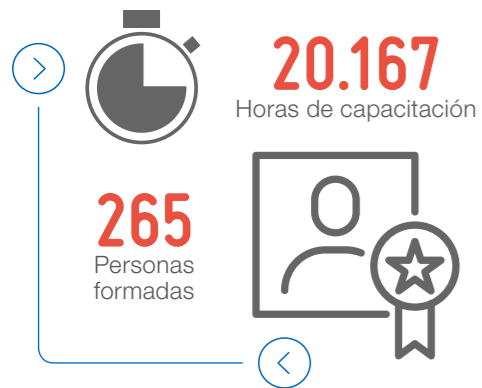 20.167
Horas de capacitación
265
Personas
formadas